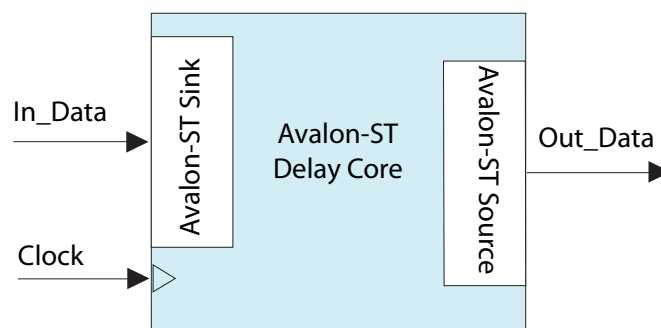 In_Data
Clock
Avalon-ST Sink
Avalon-ST
Delay Core
Avalon-ST Source
Out_Data